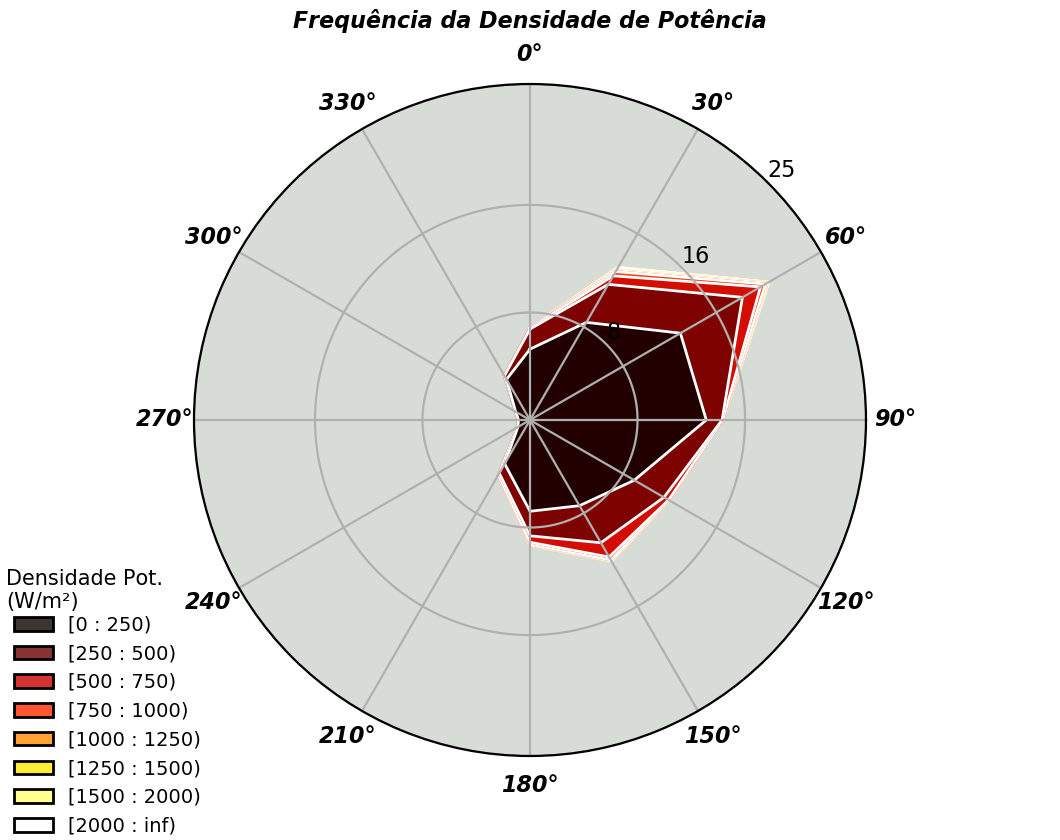 Frequência da Densidade de Potência
0°
330°
30°
25
300°
60°
16
8
270°
90°
240°
120°
210°
150°
180°
Densidade Pot.
(W/m²)
[0 : 250)
[250 : 500)
[500 : 750)
[750 : 1000)
[1000 : 1250)
[1250 : 1500)
[1500 : 2000)
[2000 : inf)